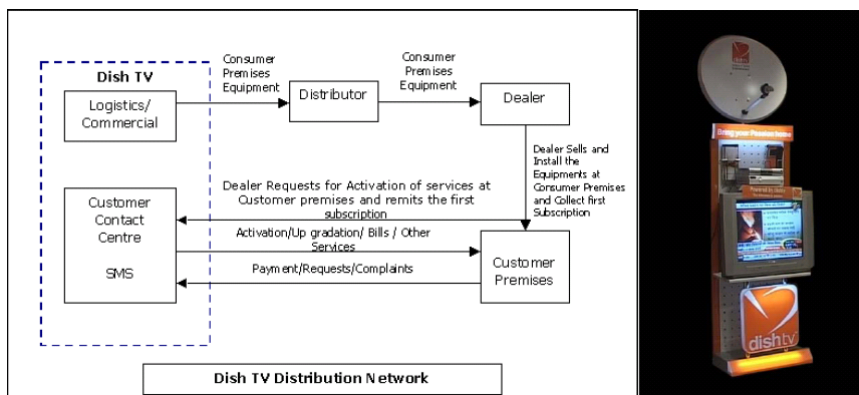 Dish TV
Logistics/
Commercial
Consumer
Premises
Equipment
Distributor
Consumer
Premises
Equipment
Dealer
Dealer Sells and
Install the
Equipments at
Consumer Premises
and Collect first
Subscription
Dealer Requests for Activation of services at
Customer premises and remits the first
subscription
Customer
Contact
Centre
SMS
Activation/Up gradation/ Bills / Other
Services
Payment/Requests/Complaints
Customer
Premises
Dish TV Distribution Network
Bring your Passion home
dishtv